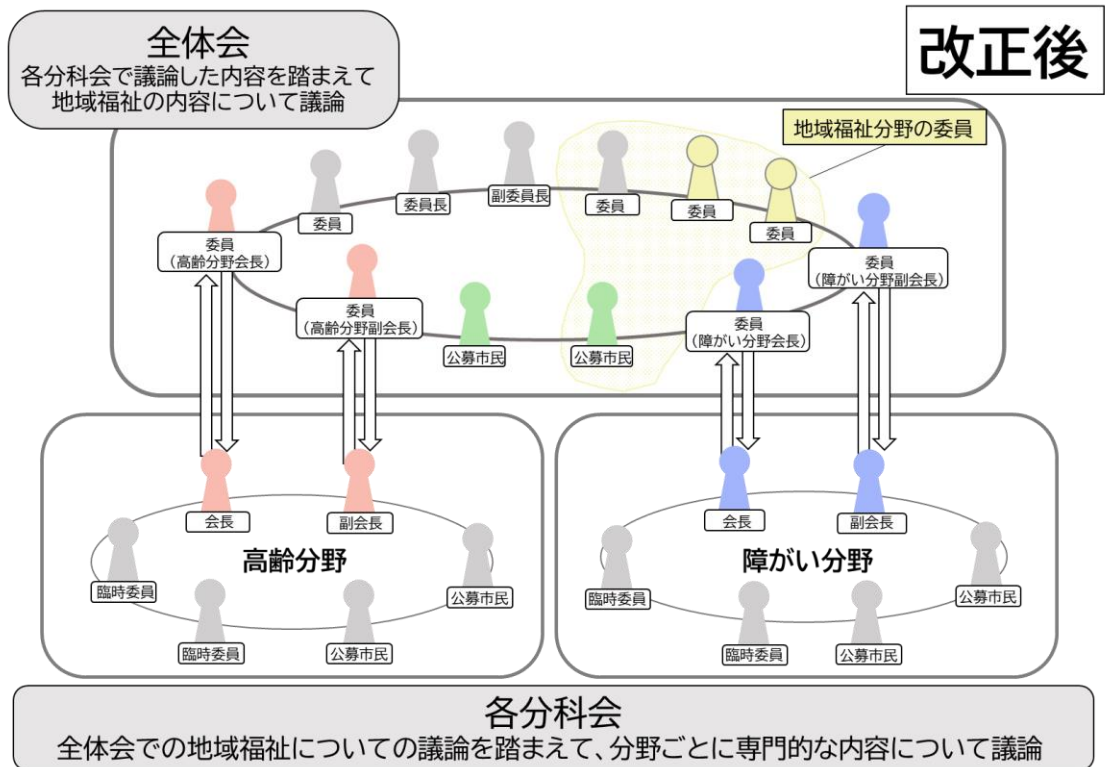 全体会
各分科会で議論した内容を踏まえて
地域福祉の内容について議論
改正後
地域福祉分野の委員
委員
委員長
副委員長
委員
委員
委員
委員
(高齢分野会長)
委員
(高齢分野副会長)
公募市民
公募市民
委員
(障がい分野会長)
委員
(障がい分野副会長)
会長
副会長
高齢分野
臨時委員
臨時委員
公募市民
公募市民
会長
副会長
障がい分野
臨時委員
臨時委員
公募市民
公募市民
各分科会
全体会での地域福祉についての議論を踏まえて、分野ごとに専門的な内容について議論